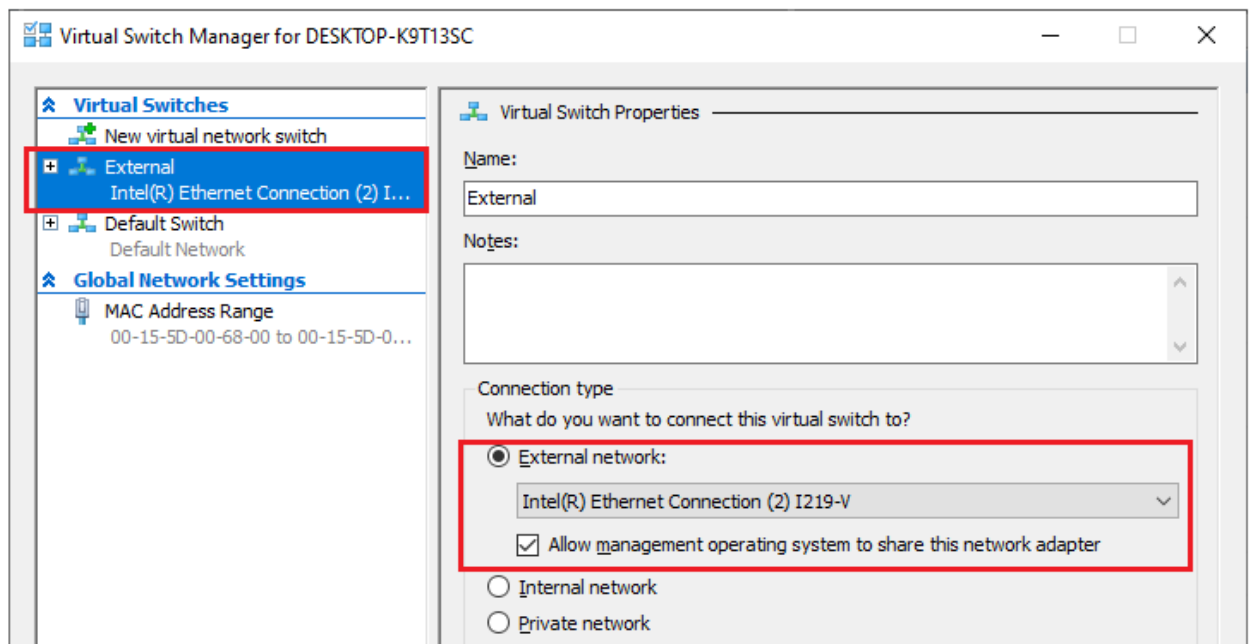 Virtual Switch Manager for DESKTOP-K9T13SC
Virtual Switches
New virtual network switch
External
Intel(R) Ethernet Connection (2) I...
Default Switch
Default Network
Global Network Settings
MAC Address Range
00-15-5D-00-68-00 to 00-15-5D-0...
Virtual Switch Properties
Name:
External
Notes:
Connection type
What do you want to connect this virtual switch to?
External network:
Intel(R) Ethernet Connection (2) I219-V
Allow management operating system to share this network adapter
Internal network
Private network